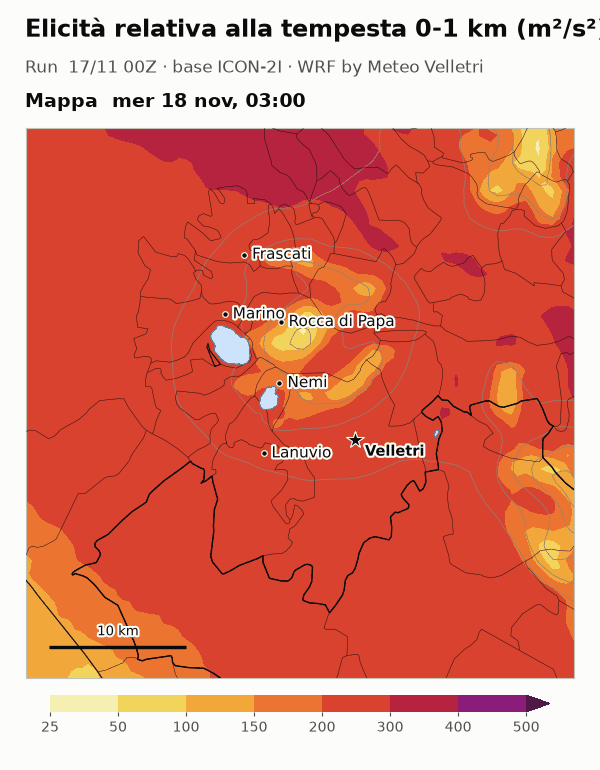 Elicità relativa alla tempesta 0-1 km (m²/s²)
Run 17/11 00Z · base ICON-2I · WRF by Meteo Velletri
Mappa mer 18 nov, 03:00
Frascati
Marino
Rocca di Papa
Nemi
Velletri
Lanuvio
10 km
25 50 100 150 200 300 400 500